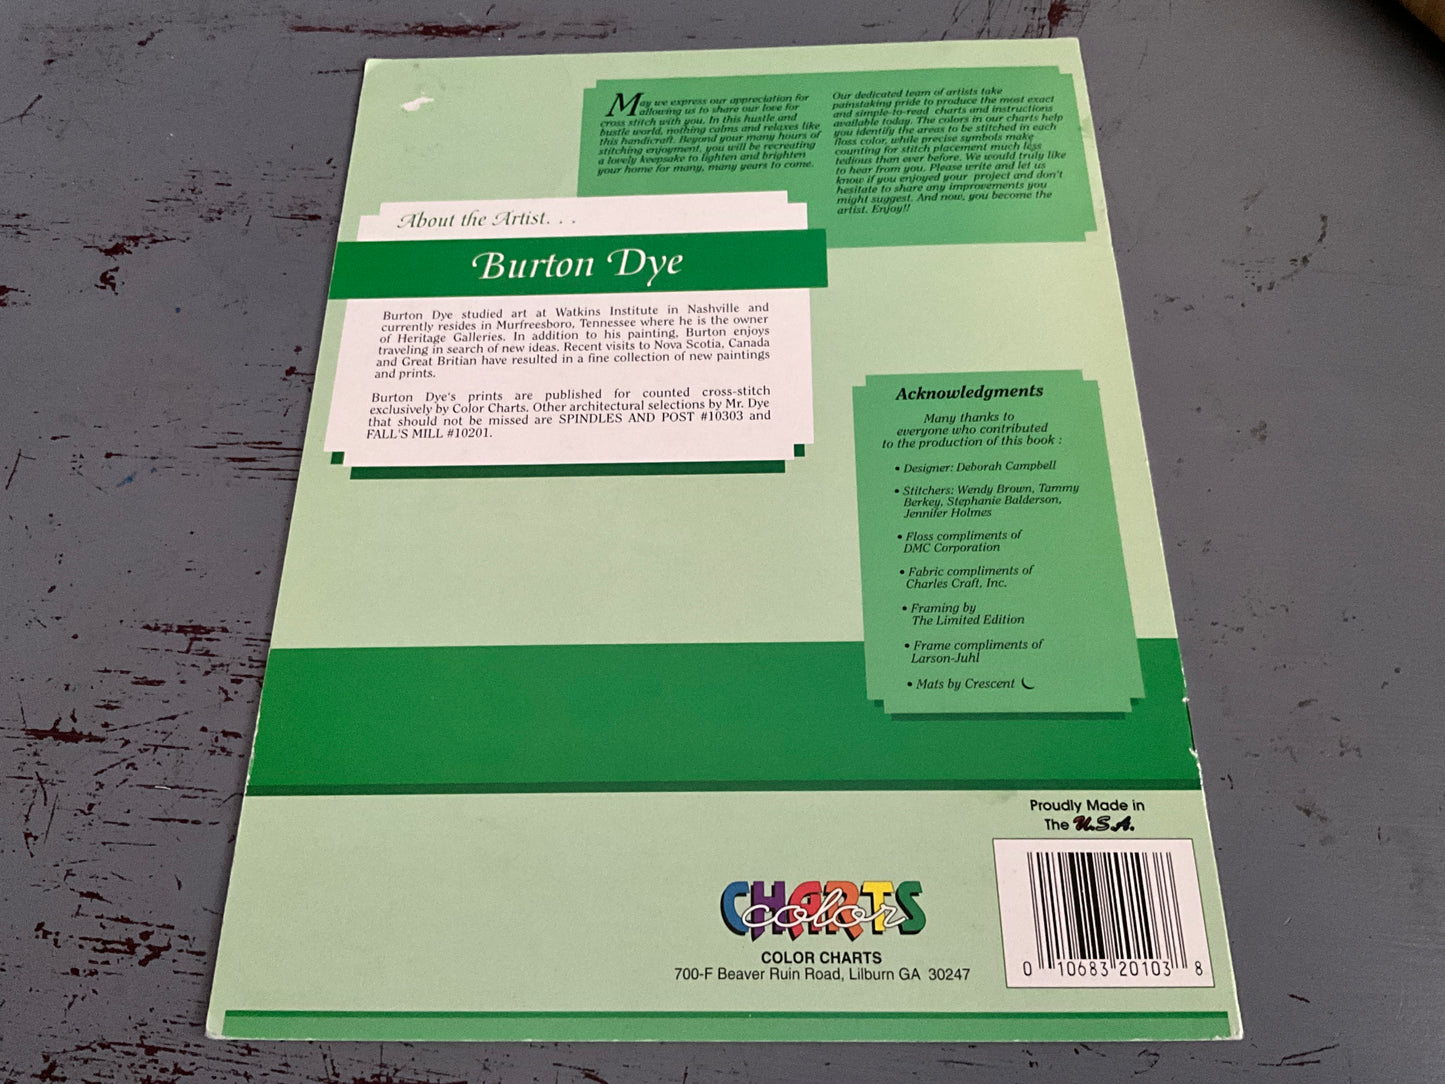 May we express our appreciation for
allowing us to share our love for
cross stitch with you. In this hustle and
bustle world, nothing calms and relaxes like
this handicraft. Beyond your many hours of
stitching enjoyment, you will be recreating
a lovely keepsake to lighten and brighten
your home for many, many years to come.
Our dedicated team of artists take
painstaking pride to produce the most exact
and simple-to-read charts and instructions
available today. The colors in our charts help
you identify the areas to be stitched in each
floss color, while precise symbols make
counting for stitch placement much less
tedious than ever before. We would truly like
to hear from you. Please write and let us
know if you enjoyed your project and don't
hesitate to share any improvements you
might suggest. And now, you become the
artist. Enjoy!!
About the Artist. . .
Burton Dye
Burton Dye studied art at Watkins Institute in Nashville and
currently resides in Murfreesboro, Tennessee where he is the owner
of Heritage Galleries. In addition to his painting, Burton enjoys
traveling in search of new ideas. Recent visits to Nova Scotia, Canada
and Great Britian have resulted in a fine collection of new paintings
and prints.
Burton Dye's prints are published for counted cross-stitch
exclusively by Color Charts. Other architectural selections by Mr. Dye
that should not be missed are SPINDLES AND POST #10303 and
FALL'S MILL #10201.
Acknowledgments
Many thanks to
everyone who contributed
to the production of this book :
• Designer: Deborah Campbell
• Stitchers: Wendy Brown, Tammy
Berkey, Stephanie Balderson,
Jennifer Holmes
• Floss compliments of
DMC Corporation
• Fabric compliments of
Charles Craft, Inc.
• Framing by
The Limited Edition
• Frame compliments of
Larson-Juhl
• Mats by Crescent
Proudly Made in
The U.S.A.
CHARTS
color
COLOR CHARTS
700-F Beaver Ruin Road, Lilburn GA 30247
0 10683 20103 8